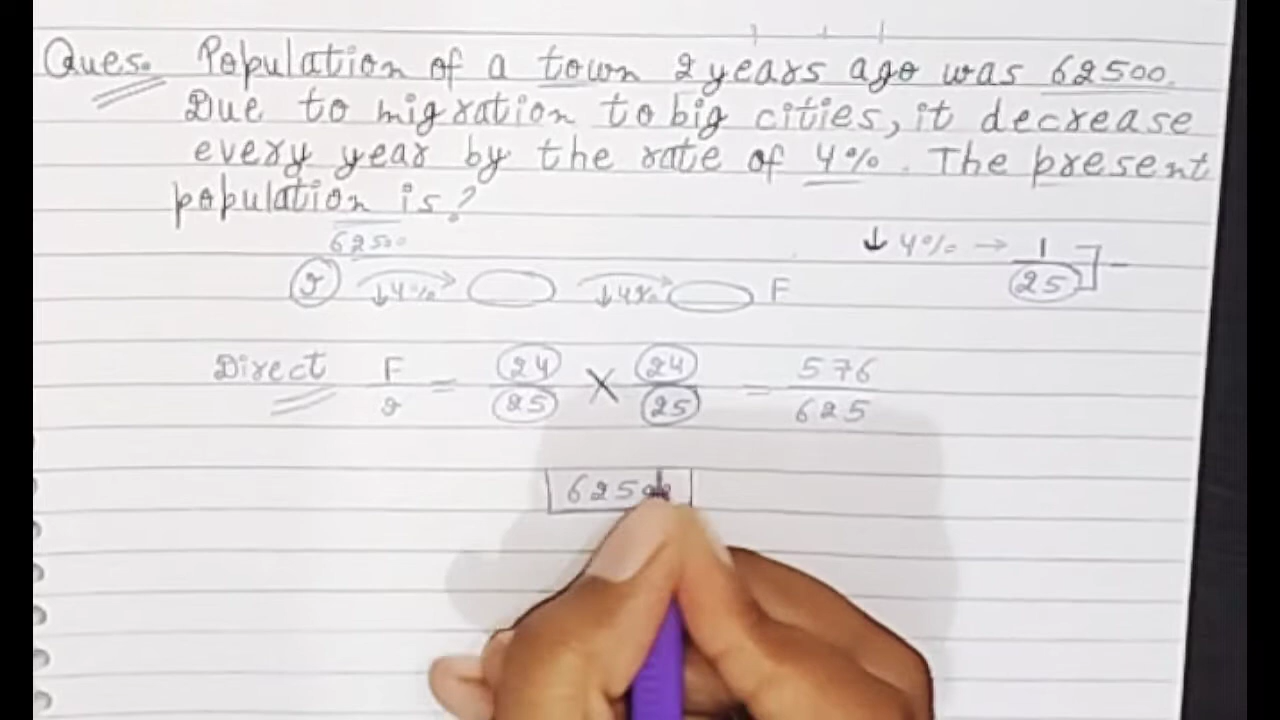 Ques. Population of a town 2 years ago was 62500.
Due to migration to big cities, it decrease
every year by the rate of 4%. The present
population is?
62500
↓ 4% → 1/25
I ↓4% ↓4% F
Direct F/I = 24/25 × 24/25 = 576/625